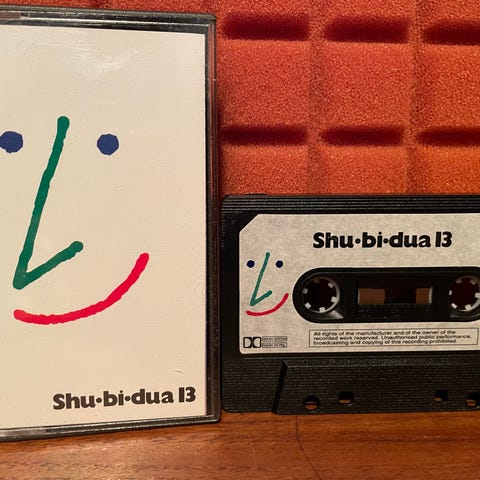 Shu•bi•dua 13
Shu•bi•dua 13
All rights of the manufacturer and of the owner of the
recorded work reserved. Unauthorised public performance,
broadcasting and copying of this recording prohibited.